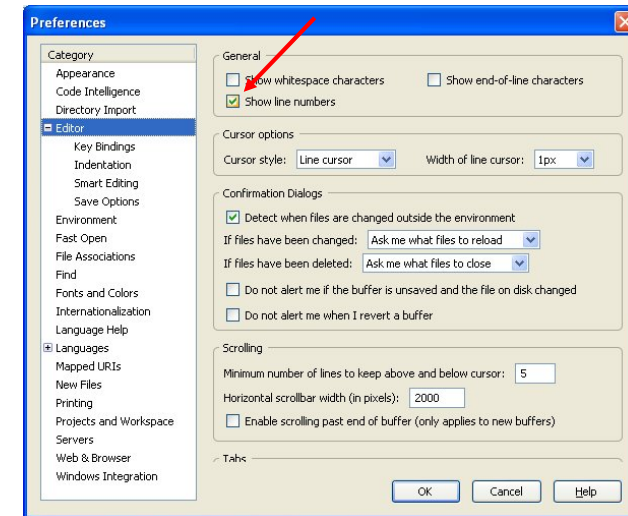 Preferences
Category
Appearance
Code Intelligence
Directory Import
Editor
Key Bindings
Indentation
Smart Editing
Save Options
Environment
Fast Open
File Associations
Find
Fonts and Colors
Internationalization
Language Help
Languages
Mapped URIs
New Files
Printing
Projects and Workspace
Servers
Web & Browser
Windows Integration
General
Show whitespace characters Show end-of-line characters
Show line numbers
Cursor options
Cursor style: Line cursor Width of line cursor: 1px
Confirmation Dialogs
Detect when files are changed outside the environment
If files have been changed: Ask me what files to reload
If files have been deleted: Ask me what files to close
Do not alert me if the buffer is unsaved and the file on disk changed
Do not alert me when I revert a buffer
Scrolling
Minimum number of lines to keep above and below cursor: 5
Horizontal scrollbar width (in pixels): 2000
Enable scrolling past end of buffer (only applies to new buffers)
Tabs
OK Cancel Help